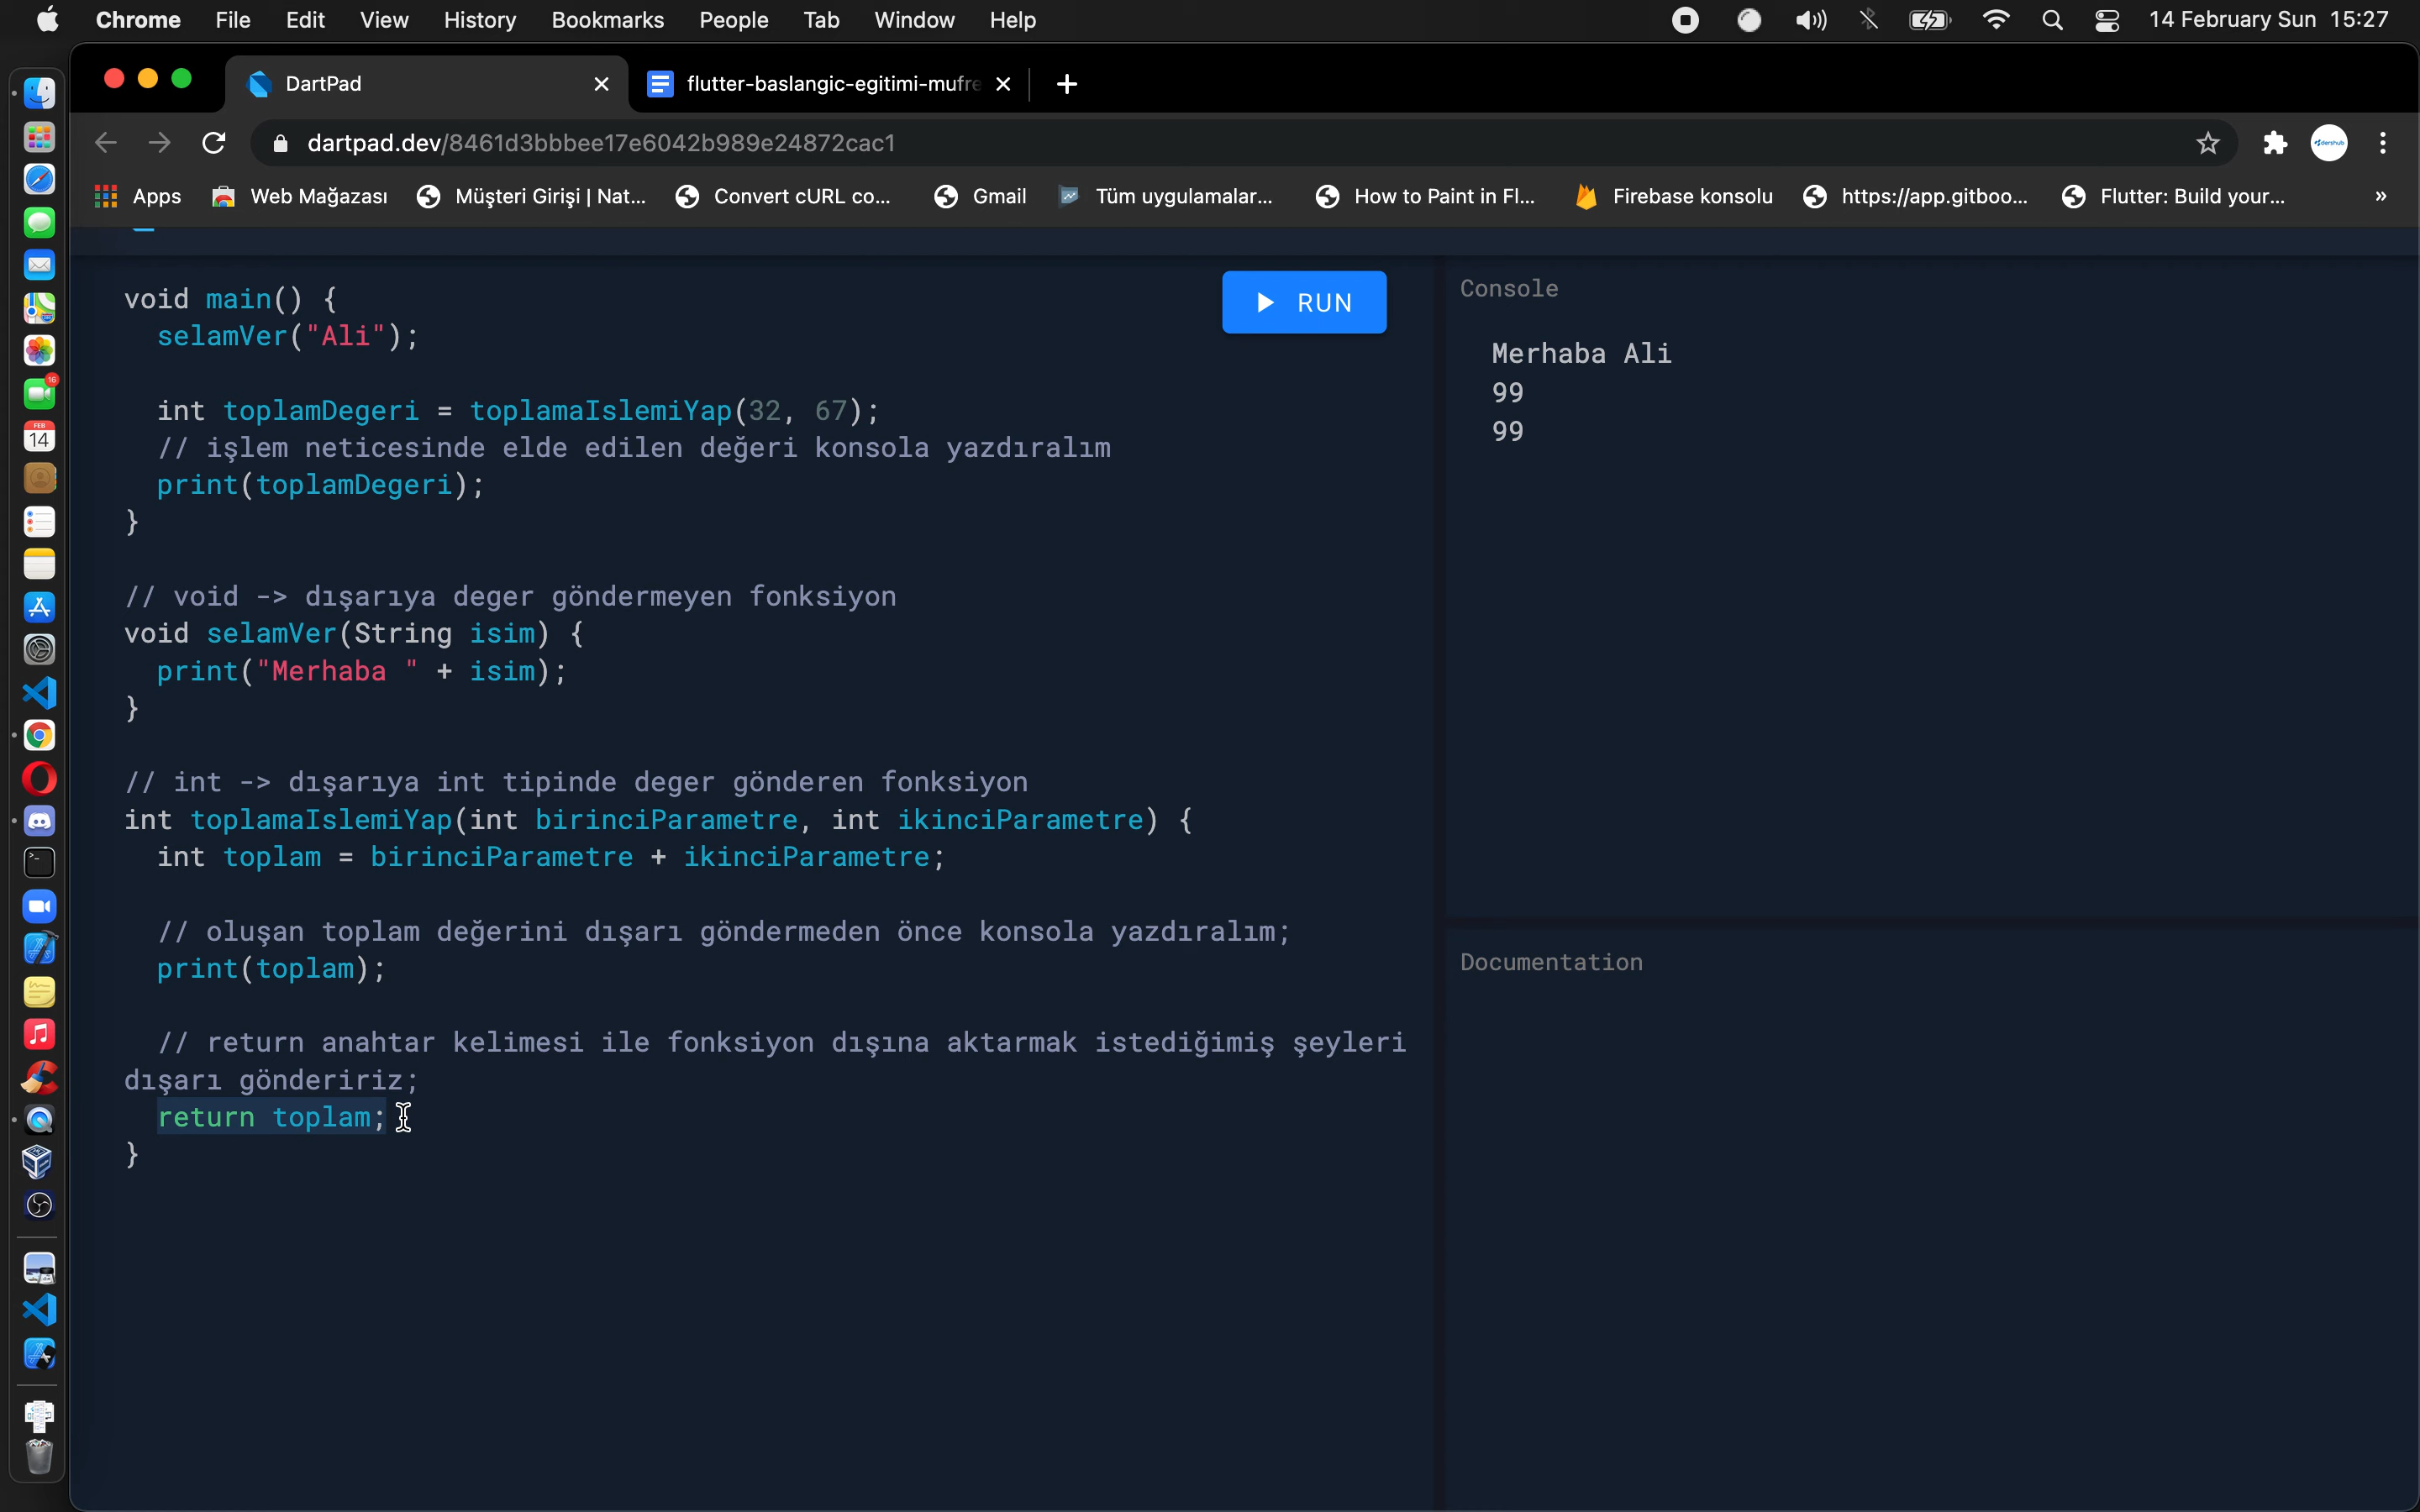 Chrome File Edit View History Bookmarks People Tab Window Help 14 February Sun 15:27
DartPad flutter-baslangic-egitimi-mufre
dartpad.dev/8461d3bbbee17e6042b989e24872cac1
Apps Web Mağazası Müşteri Girişi | Nat... Convert cURL co... Gmail Tüm uygulamalar... How to Paint in Fl... Firebase konsolu https://app.gitboo... Flutter: Build your... »
void main() {
selamVer("Ali");
int toplamDegeri = toplamaIslemiYap(32, 67);
// işlem neticesinde elde edilen değeri konsola yazdıralım
print(toplamDegeri);
}
// void -> dışarıya deger göndermeyen fonksiyon
void selamVer(String isim) {
print("Merhaba " + isim);
}
// int -> dışarıya int tipinde deger gönderen fonksiyon
int toplamaIslemiYap(int birinciParametre, int ikinciParametre) {
int toplam = birinciParametre + ikinciParametre;
// oluşan toplam değerini dışarı göndermeden önce konsola yazdıralım;
print(toplam);
// return anahtar kelimesi ile fonksiyon dışına aktarmak istediğimiş şeyleri
dışarı göndeririz;
return toplam;
}
RUN
Console
Merhaba Ali
99
99
Documentation
16
FEB
14